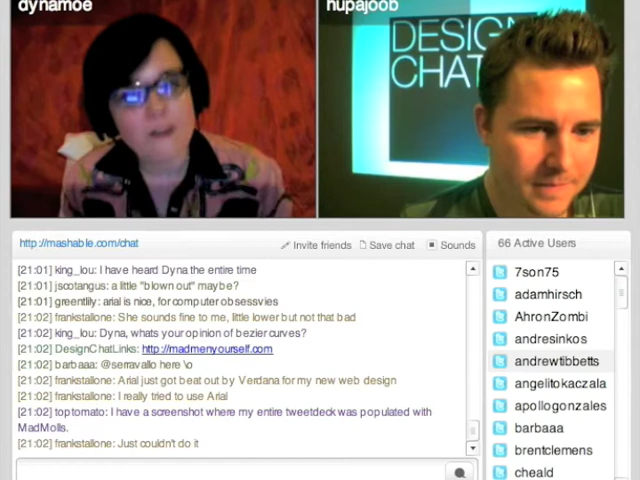 dynamoe
hupajoob
DESIGN
CHAT
http://mashable.com/chat
Invite friends
Save chat
Sounds
66 Active Users
[21:01] king_lou: I have heard Dyna the entire time
[21:01] jscotangus: a little "blown out" maybe?
[21:01] greentlily: arial is nice, for computer obsessvies
[21:02] frankstallone: She sounds fine to me, little lower but not that bad
[21:02] king_lou: Dyna, whats your opinion of bezier curves?
[21:02] DesignChatLinks: http://madmenyourself.com
[21:02] barbaaa: @serravallo here \o
[21:02] frankstallone: Arial just got beat out by Verdana for my new web design
[21:02] frankstallone: I really tried to use Arial
[21:02] toptomato: I have a screenshot where my entire tweetdeck was populated with
MadMolls.
[21:02] frankstallone: Just couldn't do it
7son75
adamhirsch
AhronZombi
andresinkos
andrewtibbetts
angelitokaczala
apollogonzales
barbaaa
brentclemens
cheald